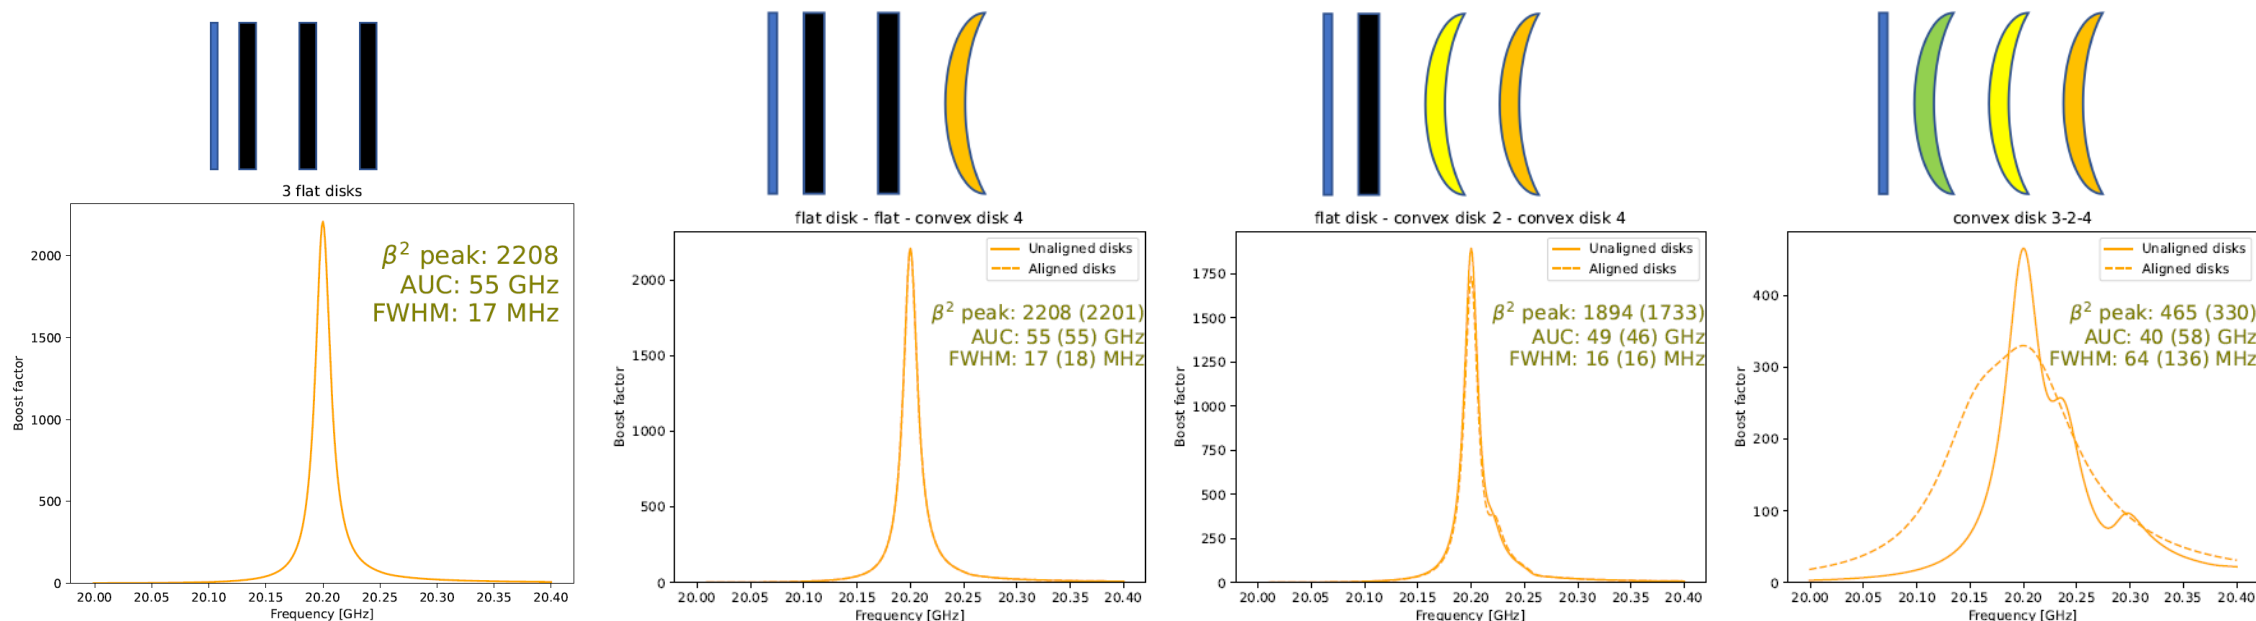 3 flat disks
β² peak: 2208
AUC: 55 GHz
FWHM: 17 MHz
Boost factor
2000
1500
1000
500
0
20.00 20.05 20.10 20.15 20.20 20.25 20.30 20.35 20.40
Frequency [GHz]
flat disk - flat - convex disk 4
Unaligned disks
Aligned disks
β² peak: 2208 (2201)
AUC: 55 (55) GHz
FWHM: 17 (18) MHz
Boost factor
2000
1500
1000
500
0
20.00 20.05 20.10 20.15 20.20 20.25 20.30 20.35 20.40
Frequency [GHz]
flat disk - convex disk 2 - convex disk 4
Unaligned disks
Aligned disks
β² peak: 1894 (1733)
AUC: 49 (46) GHz
FWHM: 16 (16) MHz
Boost factor
1750
1500
1250
1000
750
500
250
0
20.00 20.05 20.10 20.15 20.20 20.25 20.30 20.35 20.40
Frequency [GHz]
convex disk 3-2-4
Unaligned disks
Aligned disks
β² peak: 465 (330)
AUC: 40 (58) GHz
FWHM: 64 (136) MHz
Boost factor
400
300
200
100
0
20.00 20.05 20.10 20.15 20.20 20.25 20.30 20.35 20.40
Frequency [GHz]